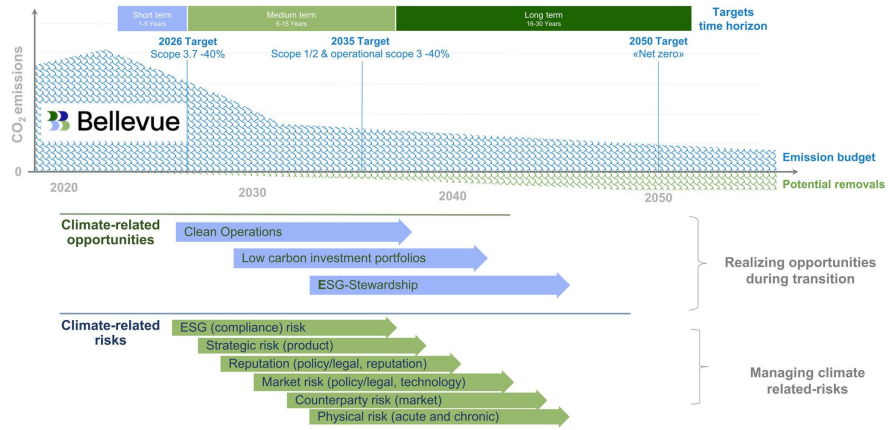 Short term
1-5 Years
Medium term
6-15 Years
Long term
16-30 Years
Targets
time horizon
2026 Target
Scope 3.7 -40%
2035 Target
Scope 1/2 & operational scope 3 -40%
2050 Target
«Net zero»
CO2 emissions
Bellevue
Emission budget
0
Potential removals
2020
2030
2040
2050
Climate-related
opportunities
Clean Operations
Low carbon investment portfolios
ESG-Stewardship
Realizing opportunities
during transition
Climate-related
risks
ESG (compliance) risk
Strategic risk (product)
Reputation (policy/legal, reputation)
Market risk (policy/legal, technology)
Counterparty risk (market)
Physical risk (acute and chronic)
Managing climate
related-risks